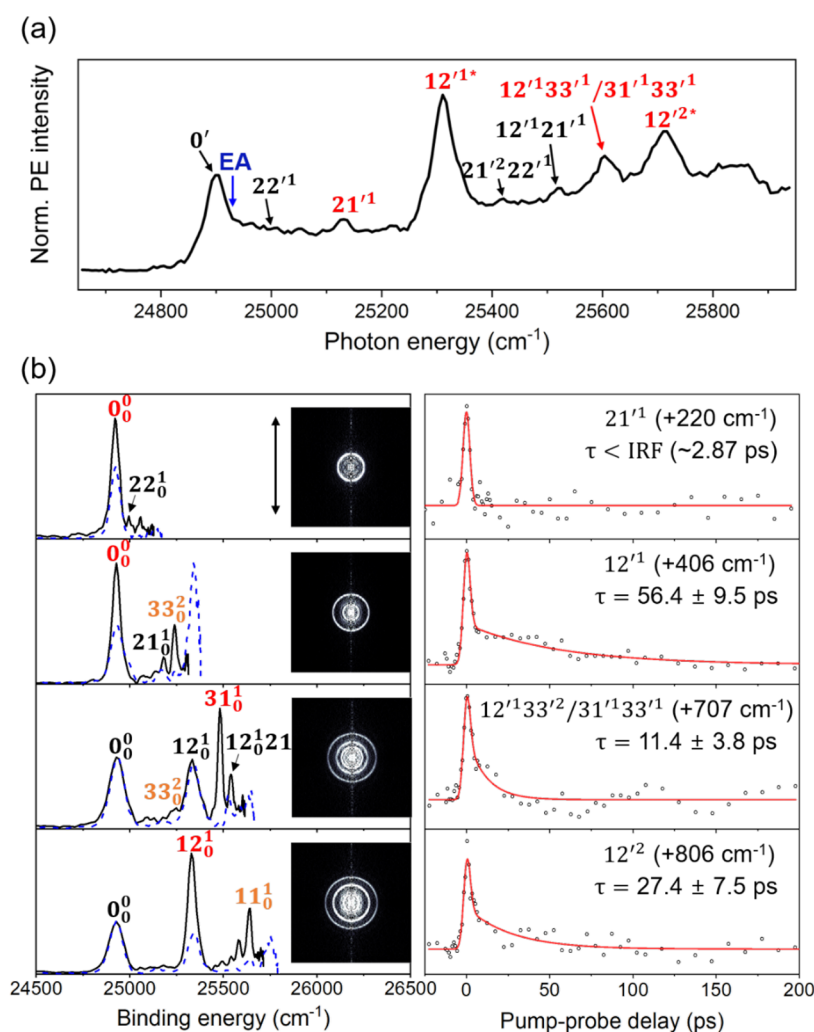 (a)
Norm. PE intensity
0′
EA
22′¹
21′¹
12′¹*
21′²22′¹
12′¹21′¹
12′¹33′¹/31′¹33′¹
12′²*
24800 25000 25200 25400 25600 25800
Photon energy (cm⁻¹)
(b)
0⁰₀
22¹₀
21′¹ (+220 cm⁻¹)
τ < IRF (~2.87 ps)
0⁰₀
33²₀
21¹₀
12′¹ (+406 cm⁻¹)
τ = 56.4 ± 9.5 ps
31¹₀
0⁰₀
12¹₀
12¹₀21
33²₀
12′¹33′²/31′¹33′¹ (+707 cm⁻¹)
τ = 11.4 ± 3.8 ps
12¹₀
0⁰₀
11¹₀
12′² (+806 cm⁻¹)
τ = 27.4 ± 7.5 ps
24500 25000 25500 26000 26500
Binding energy (cm⁻¹)
0 50 100 150 200
Pump-probe delay (ps)